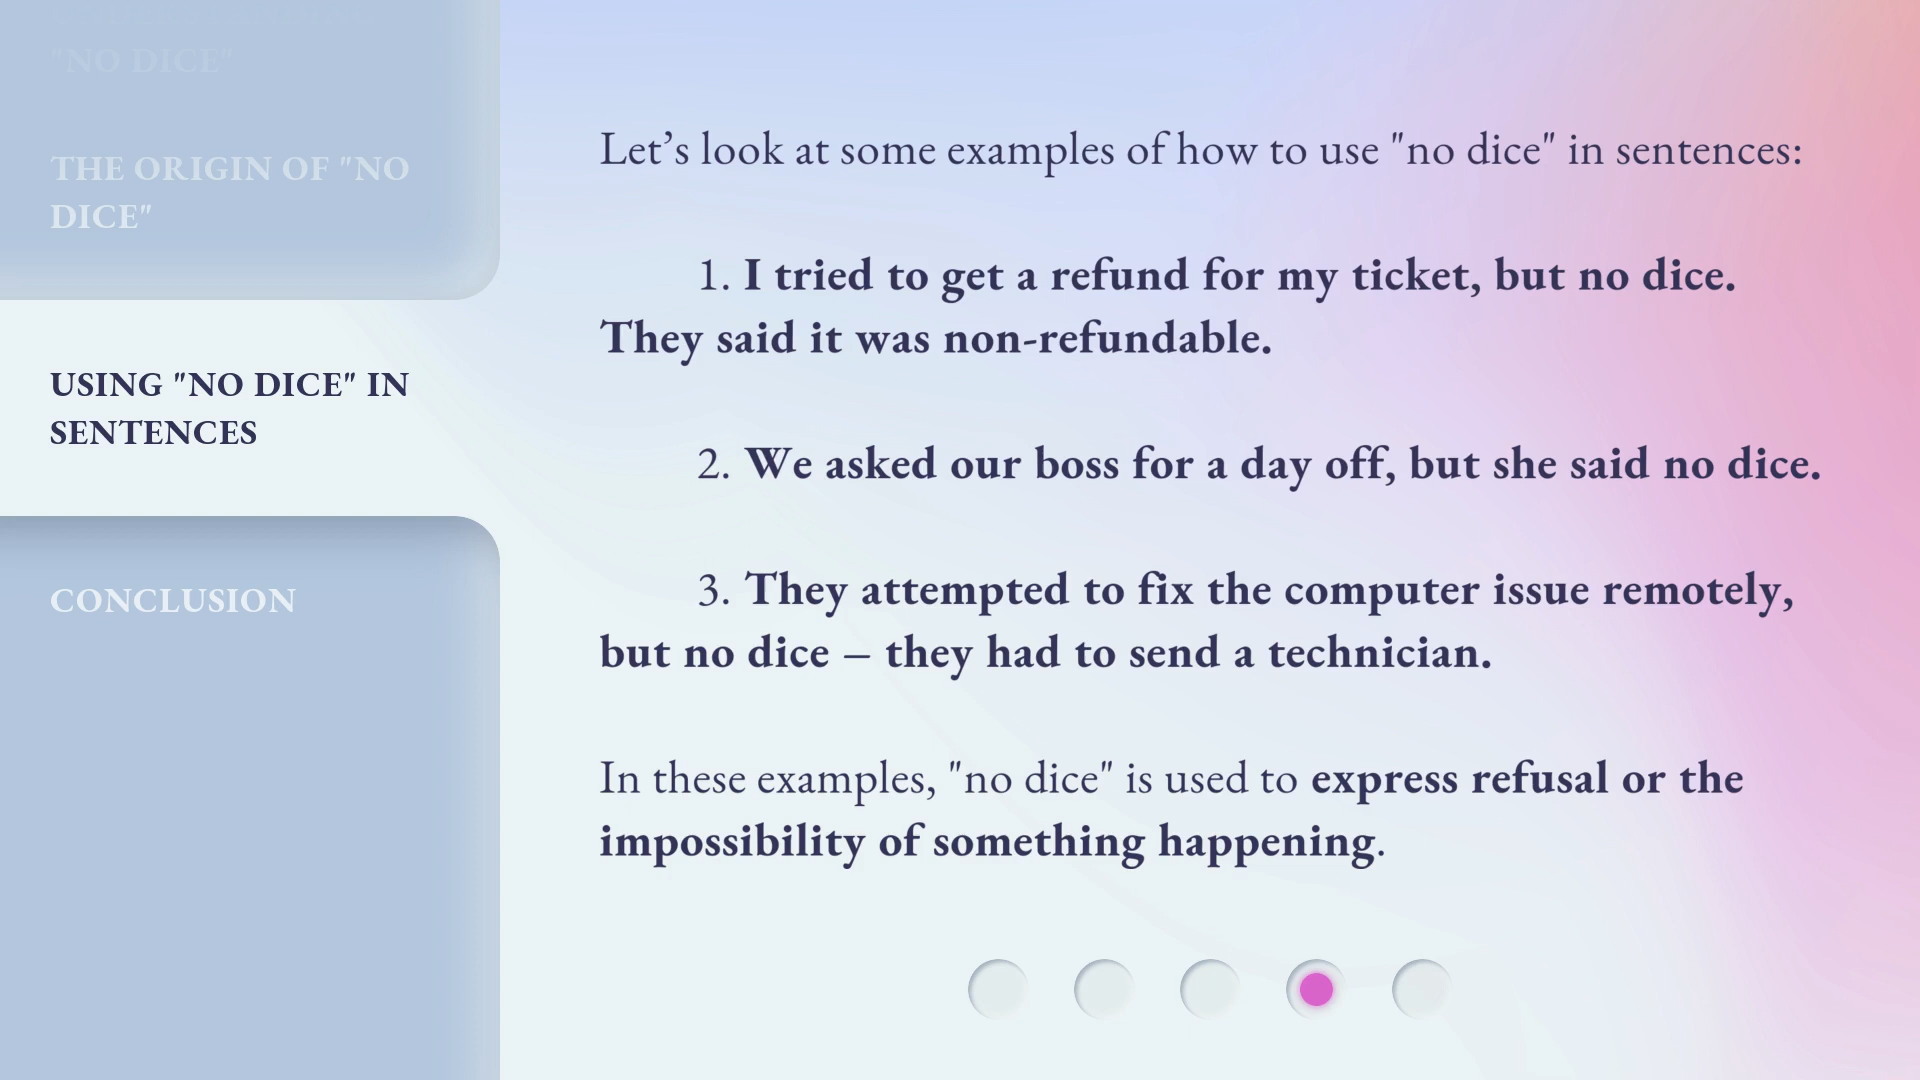 "NO DICE"
THE ORIGIN OF "NO
DICE"
USING "NO DICE" IN
SENTENCES
CONCLUSION
Let’s look at some examples of how to use "no dice" in sentences:
1. I tried to get a refund for my ticket, but no dice.
They said it was non-refundable.
2. We asked our boss for a day off, but she said no dice.
3. They attempted to fix the computer issue remotely,
but no dice – they had to send a technician.
In these examples, "no dice" is used to express refusal or the
impossibility of something happening.